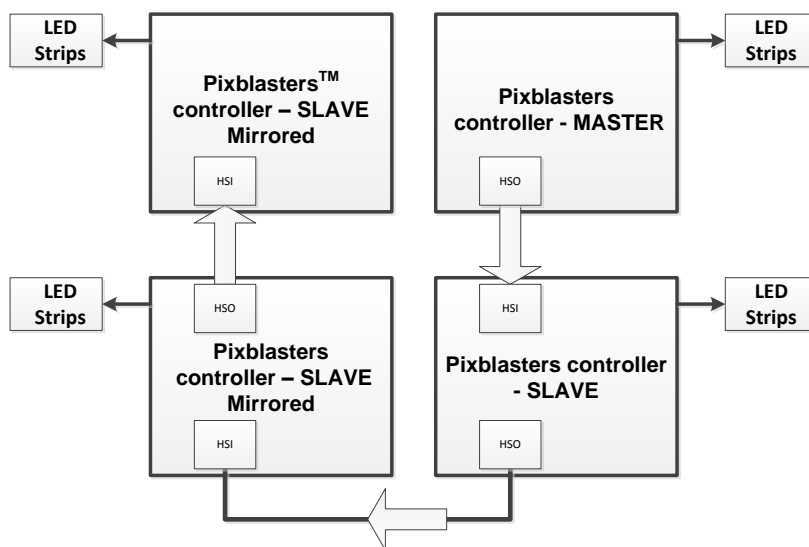 LED
Strips
Pixblasters™
controller – SLAVE
Mirrored
HSI
Pixblasters
controller - MASTER
HSO
LED
Strips
LED
Strips
HSO
Pixblasters
controller – SLAVE
Mirrored
HSI
HSI
Pixblasters controller
- SLAVE
HSO
LED
Strips